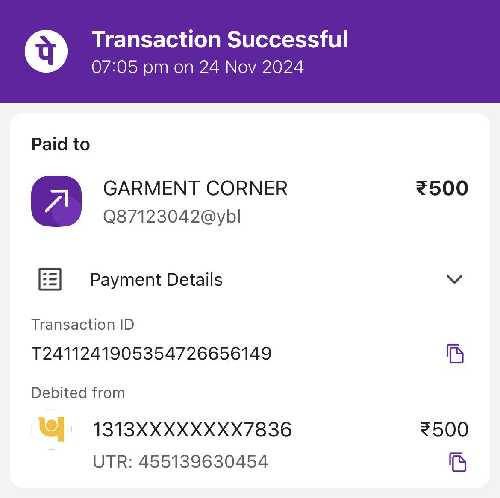 पे
Transaction Successful
07:05 pm on 24 Nov 2024
Paid to
GARMENT CORNER ₹500
Q87123042@ybl
Payment Details
Transaction ID
T2411241905354726656149
Debited from
1313XXXXXXXX7836 ₹500
UTR: 455139630454